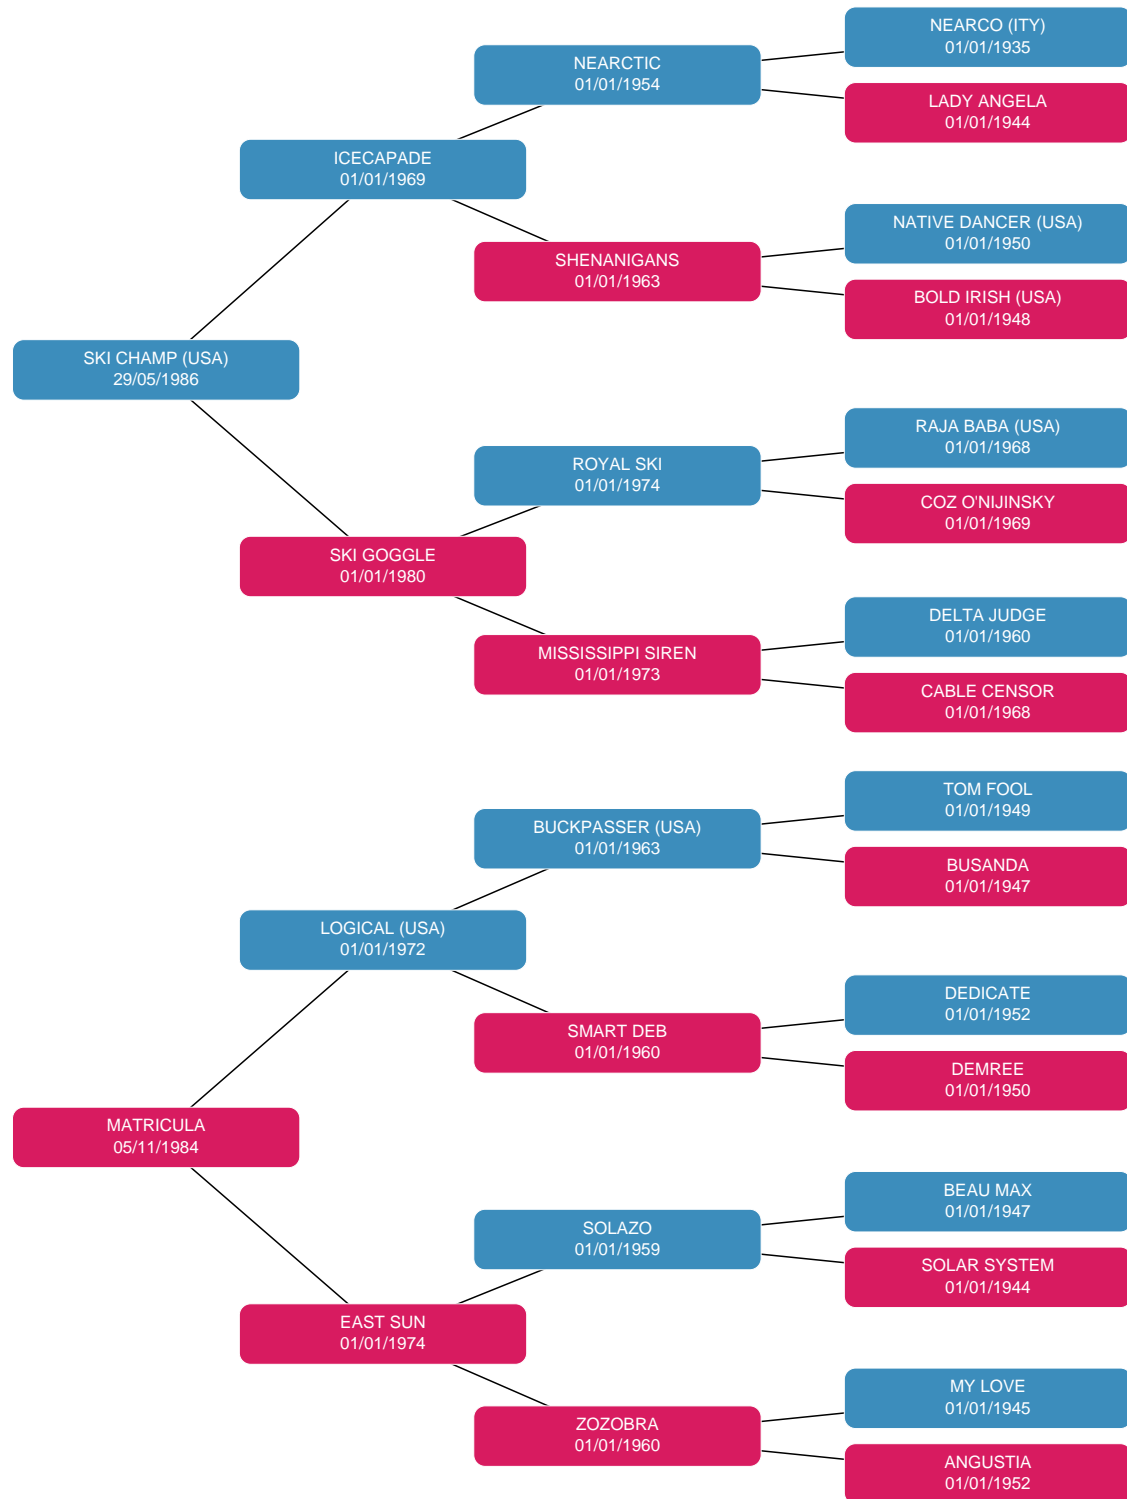 NEARCO (ITY)
01/01/1935
NEARCTIC
01/01/1954
LADY ANGELA
01/01/1944
ICECAPADE
01/01/1969
NATIVE DANCER (USA)
01/01/1950
SHENANIGANS
01/01/1963
BOLD IRISH (USA)
01/01/1948
SKI CHAMP (USA)
29/05/1986
RAJA BABA (USA)
01/01/1968
ROYAL SKI
01/01/1974
COZ O'NIJINSKY
01/01/1969
SKI GOGGLE
01/01/1980
DELTA JUDGE
01/01/1960
MISSISSIPPI SIREN
01/01/1973
CABLE CENSOR
01/01/1968
TOM FOOL
01/01/1949
BUCKPASSER (USA)
01/01/1963
BUSANDA
01/01/1947
LOGICAL (USA)
01/01/1972
DEDICATE
01/01/1952
SMART DEB
01/01/1960
DEMREE
01/01/1950
MATRICULA
05/11/1984
BEAU MAX
01/01/1947
SOLAZO
01/01/1959
SOLAR SYSTEM
01/01/1944
EAST SUN
01/01/1974
MY LOVE
01/01/1945
ZOZOBRA
01/01/1960
ANGUSTIA
01/01/1952